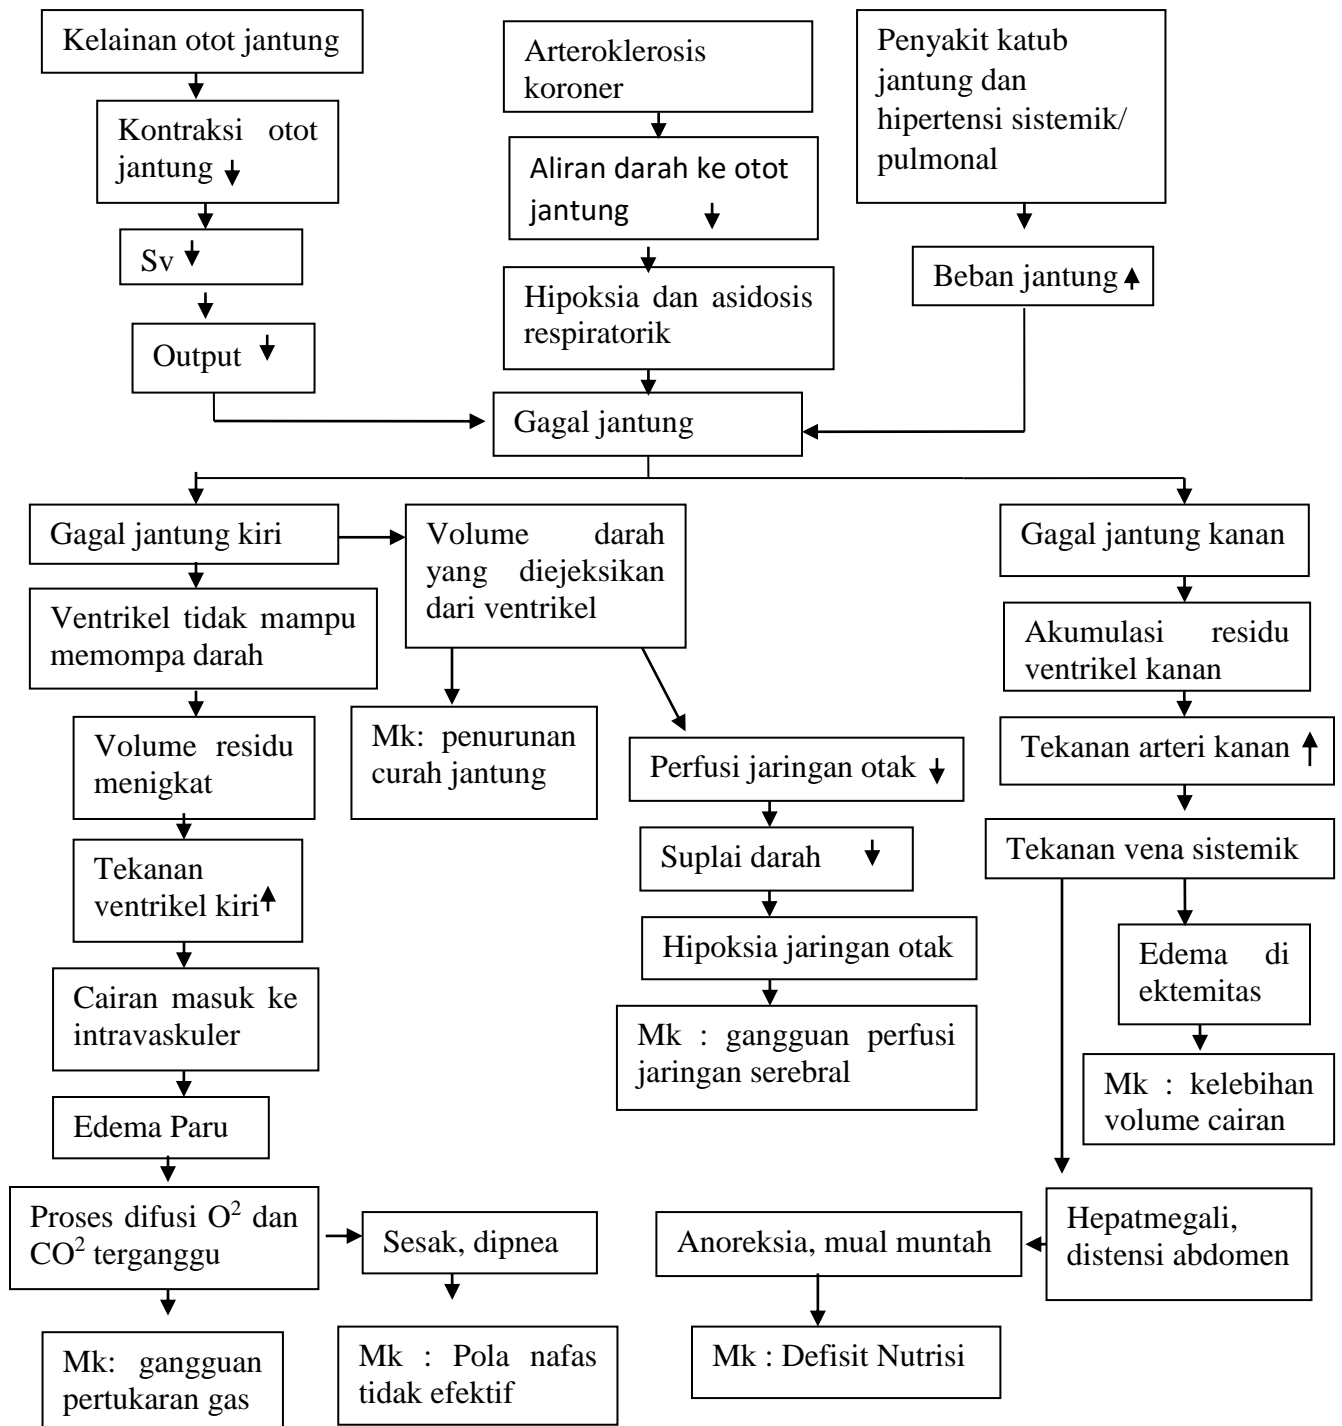 Kelainan otot jantung
Kontraksi otot
jantung ↓
Sv ↓
Output ↓
Arteroklerosis
koroner
Aliran darah ke otot
jantung ↓
Hipoksia dan asidosis
respiratorik
Penyakit katub
jantung dan
hipertensi sistemik/
pulmonal
Beban jantung ↑
Gagal jantung
Gagal jantung kiri
Ventrikel tidak mampu
memompa darah
Volume residu
menigkat
Tekanan
ventrikel kiri ↑
Cairan masuk ke
intravaskuler
Edema Paru
Proses difusi O² dan
CO² terganggu
Mk: gangguan
pertukaran gas
Sesak, dipnea
Mk : Pola nafas
tidak efektif
Volume darah
yang diejeksikan
dari ventrikel
Mk: penurunan
curah jantung
Perfusi jaringan otak ↓
Suplai darah ↓
Hipoksia jaringan otak
Mk : gangguan perfusi
jaringan serebral
Gagal jantung kanan
Akumulasi residu
ventrikel kanan
Tekanan arteri kanan ↑
Tekanan vena sistemik
Edema di
ektemitas
Mk : kelebihan
volume cairan
Hepatmegali,
distensi abdomen
Anoreksia, mual muntah
Mk : Defisit Nutrisi